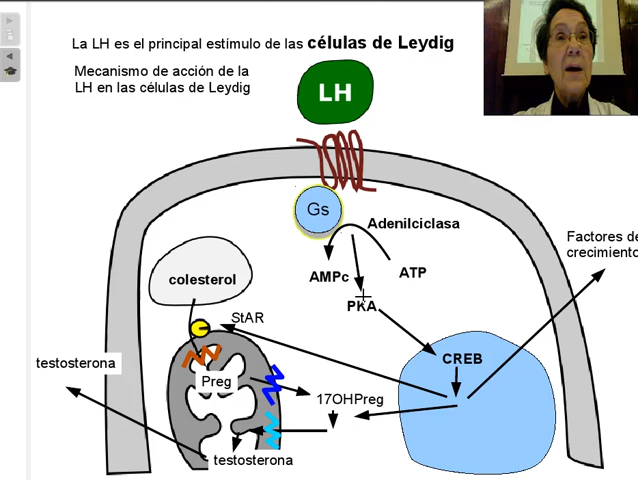 La LH es el principal estímulo de las células de Leydig
Mecanismo de acción de la
LH en las células de Leydig
LH
Gs
Adenilciclasa
Factores de
crecimiento
AMPc
ATP
colesterol
PKA
StAR
CREB
testosterona
Preg
17OHPreg
testosterona